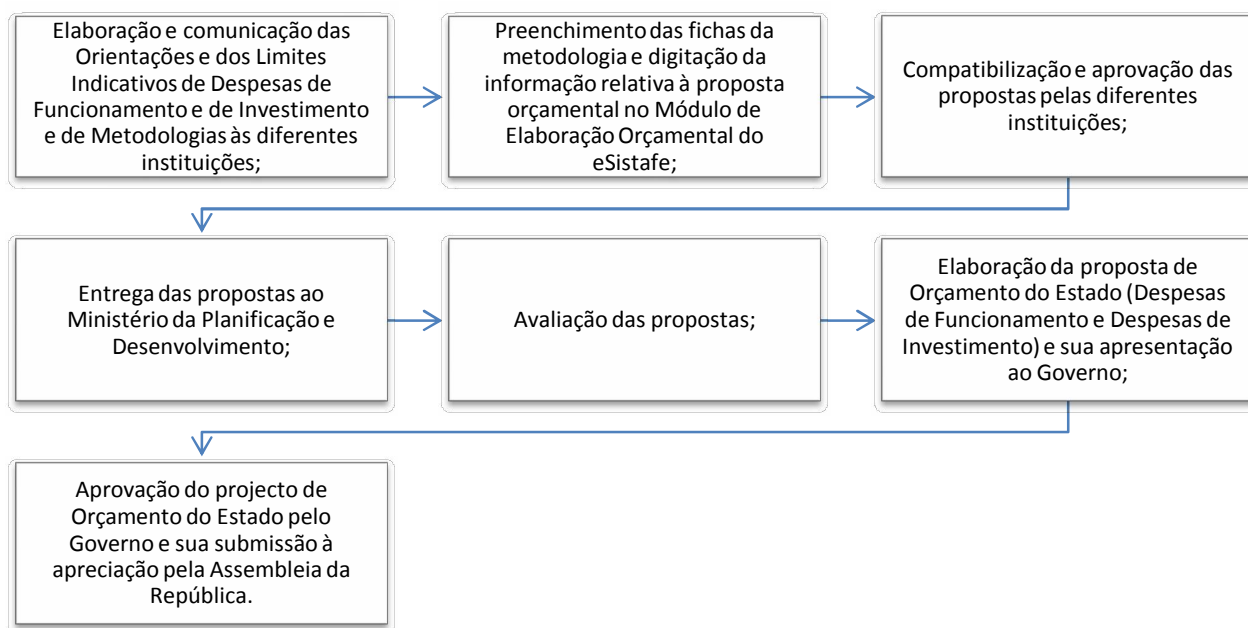 Elaboração e comunicação das
Orientações e dos Limites
Indicativos de Despesas de
Funcionamento e de Investimento
e de Metodologias às diferentes
instituições;
Preenchimento das fichas da
metodologia e digitação da
informação relativa à proposta
orçamental no Módulo de
Elaboração Orçamental do
eSistafe;
Compatibilização e aprovação das
propostas pelas diferentes
instituições;
Entrega das propostas ao
Ministério da Planificação e
Desenvolvimento;
Avaliação das propostas;
Elaboração da proposta de
Orçamento do Estado (Despesas
de Funcionamento e Despesas de
Investimento) e sua apresentação
ao Governo;
Aprovação do projecto de
Orçamento do Estado pelo
Governo e sua submissão à
apreciação pela Assembleia da
República.